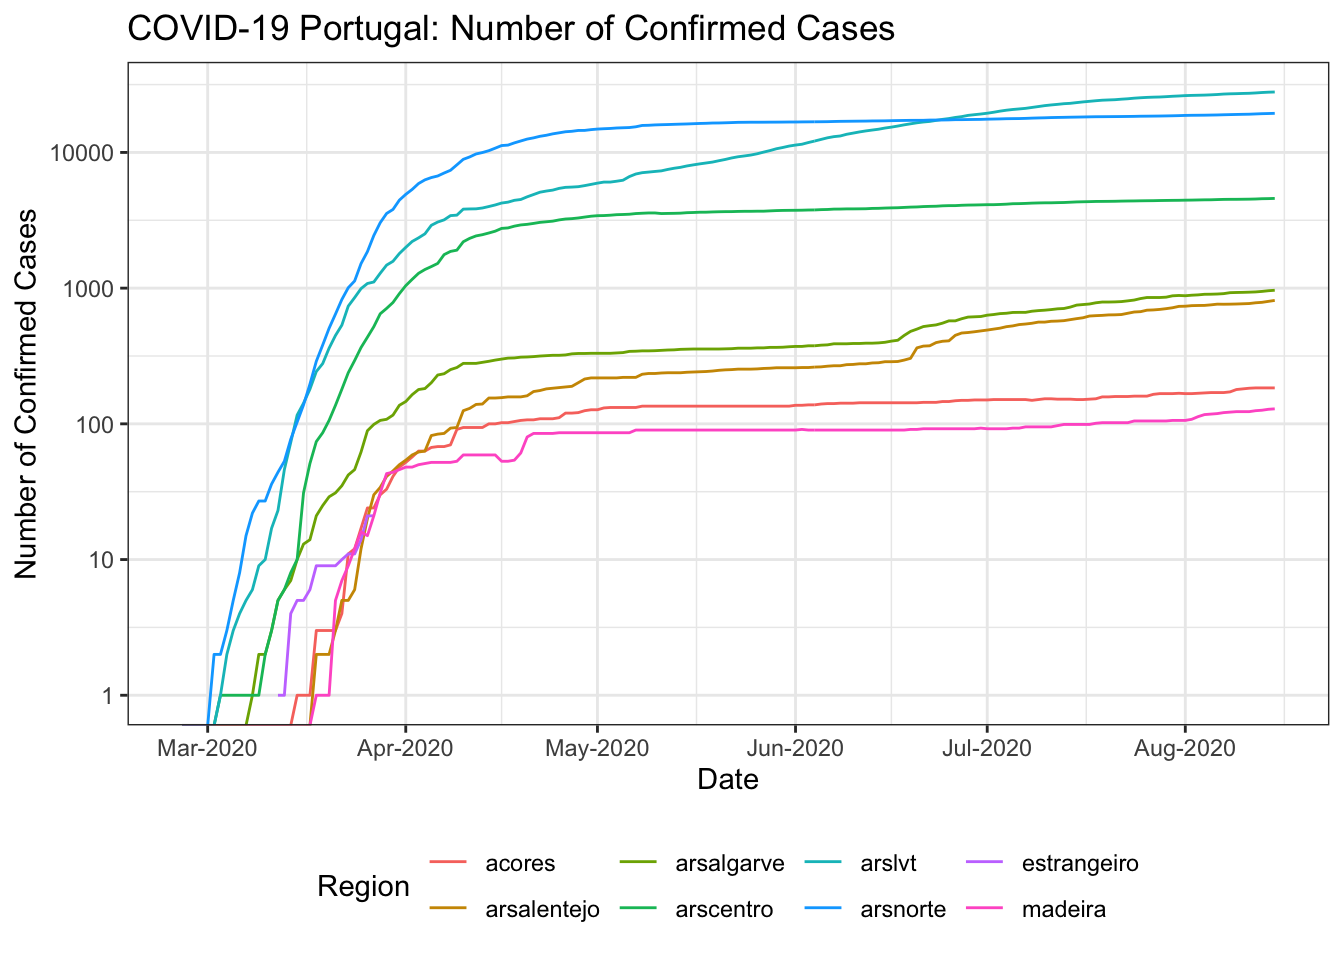 COVID-19 Portugal: Number of Confirmed Cases
Number of Confirmed Cases
10000
1000
100
10
1
Mar-2020 Apr-2020 May-2020 Jun-2020 Jul-2020 Aug-2020
Date
Region
acores arsalgarve arslvt estrangeiro
arsalentejo arscentro arsnorte madeira